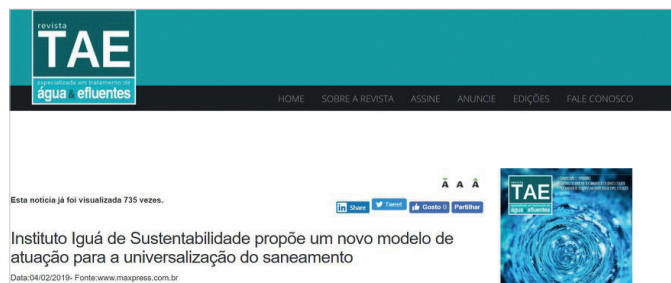 revista
TAE
especializada em tratamento de
água & efluentes
HOME SOBRE A REVISTA ASSINE ANUNCIE EDIÇÕES FALE CONOSCO
Ã A Â
Esta notícia já foi visualizada 735 vezes.
in Share Tweet Gosto 0 Partilhar
Instituto Iguá de Sustentabilidade propõe um novo modelo de
atuação para a universalização do saneamento
Data:04/02/2019- Fonte:www.maxpress.com.br
TAE
água & efluentes